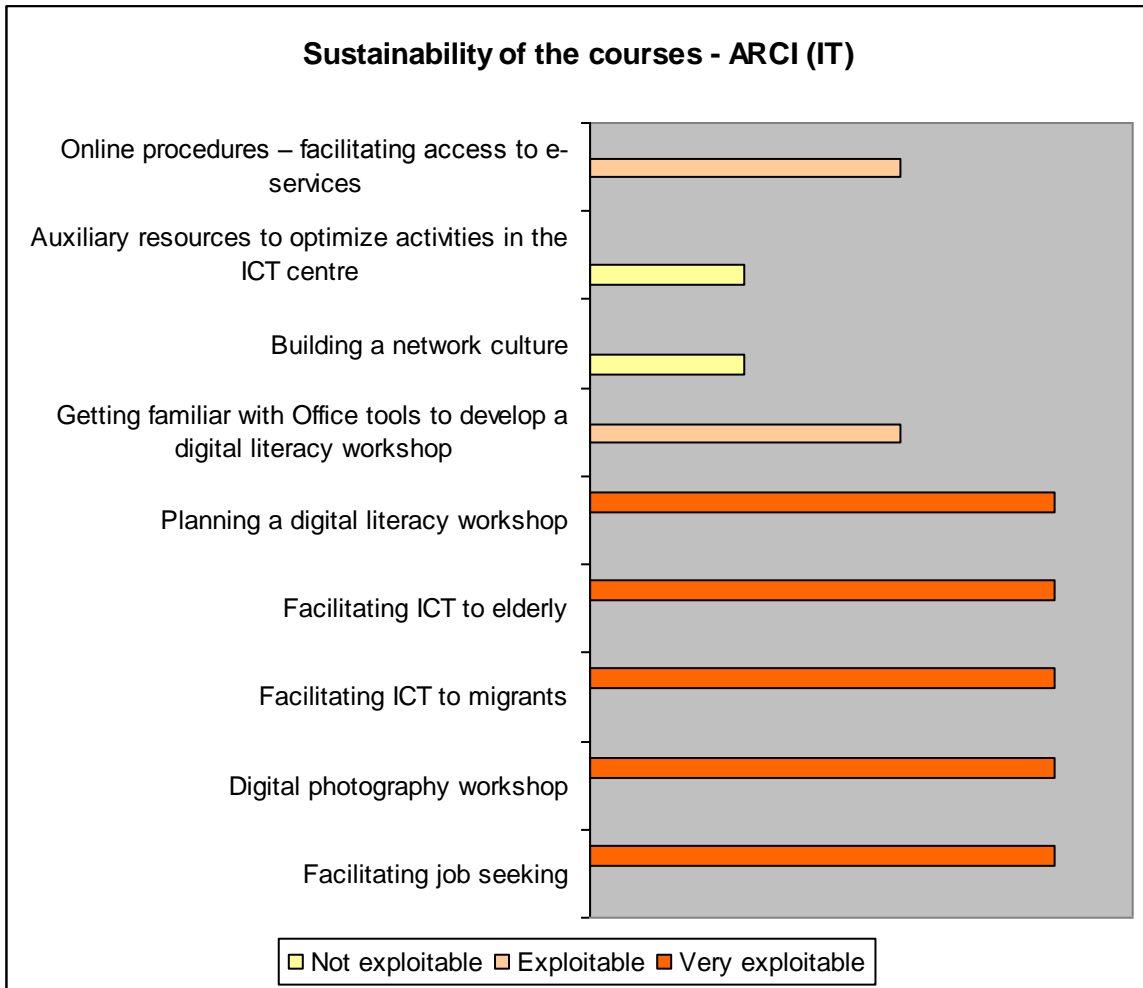 Sustainability of the courses - ARCI (IT)
Online procedures – facilitating access to e-
services
Auxiliary resources to optimize activities in the
ICT centre
Building a network culture
Getting familiar with Office tools to develop a
digital literacy workshop
Planning a digital literacy workshop
Facilitating ICT to elderly
Facilitating ICT to migrants
Digital photography workshop
Facilitating job seeking
Not exploitable Exploitable Very exploitable